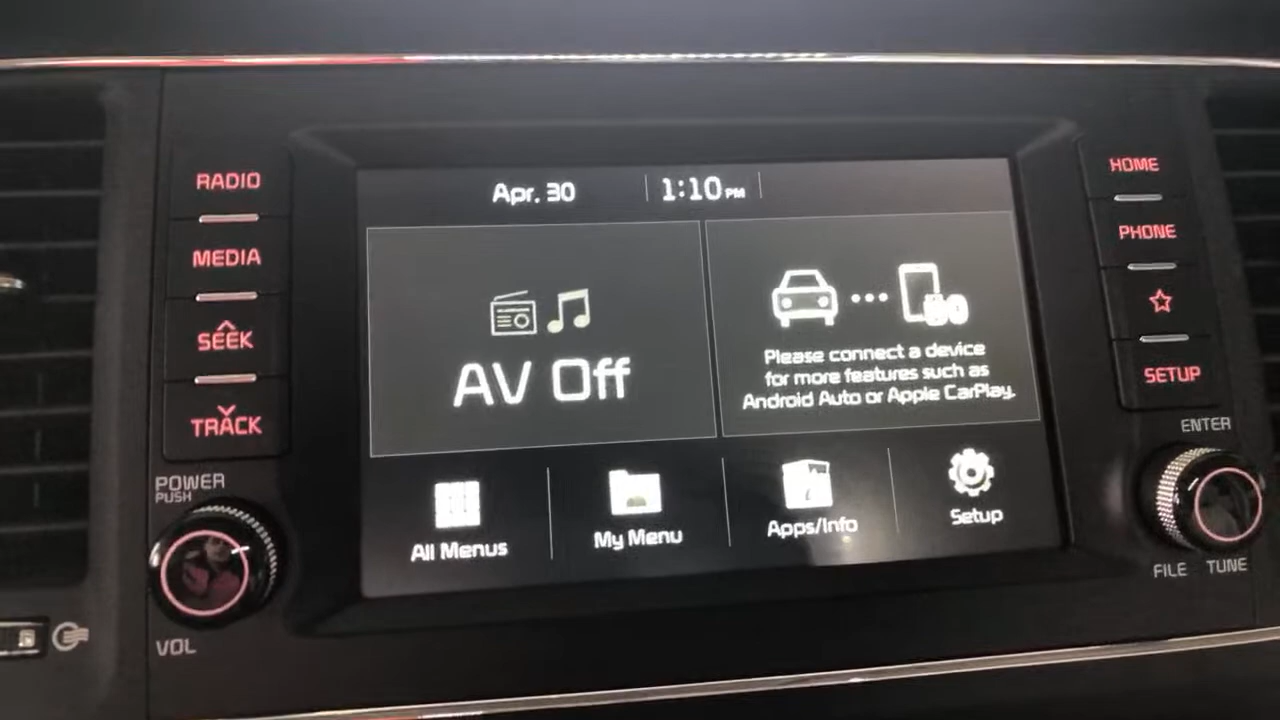 Apr. 30
1:10 PM
RADIO
MEDIA
SEEK
TRACK
POWER
PUSH
VOL
AV Off
Please connect a device
for more features such as
Android Auto or Apple CarPlay.
All Menus
My Menu
Apps/Info
Setup
HOME
PHONE
SETUP
ENTER
FILE TUNE